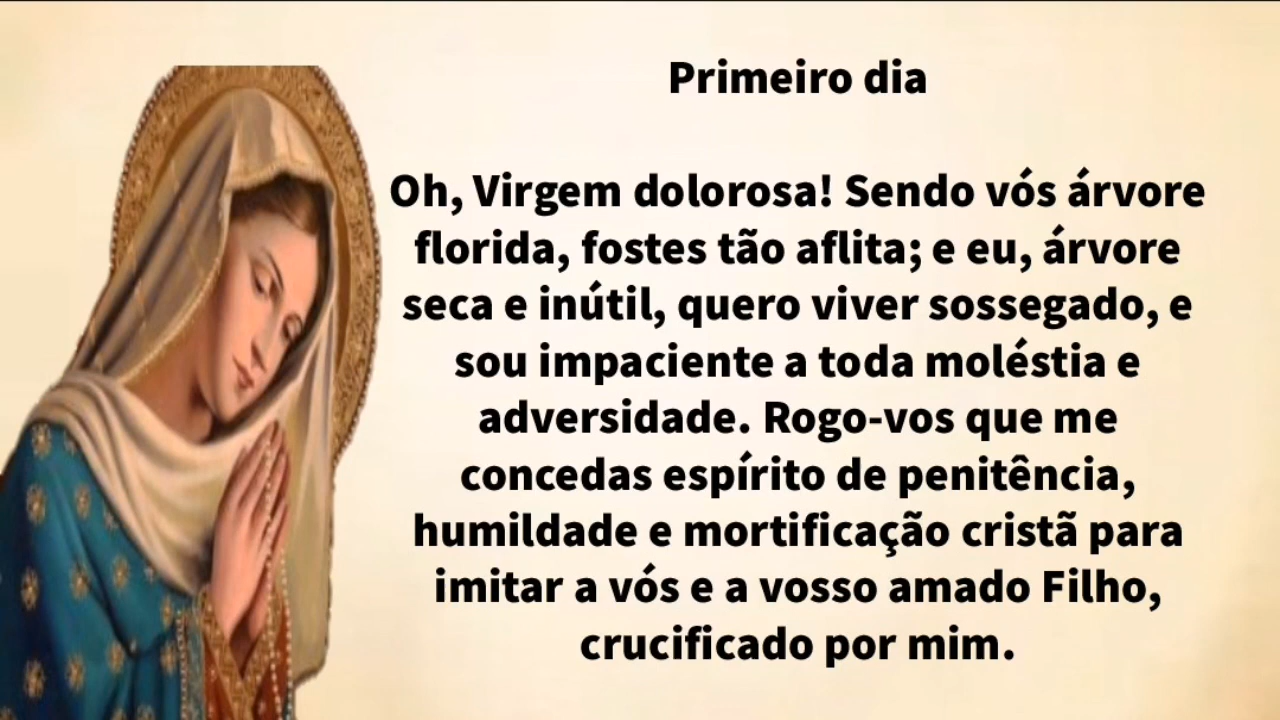 Primeiro dia
Oh, Virgem dolorosa! Sendo vós árvore
florida, fostes tão aflita; e eu, árvore
seca e inútil, quero viver sossegado, e
sou impaciente a toda moléstia e
adversidade. Rogo-vos que me
concedas espírito de penitência,
humildade e mortificação cristã para
imitar a vós e a vosso amado Filho,
crucificado por mim.